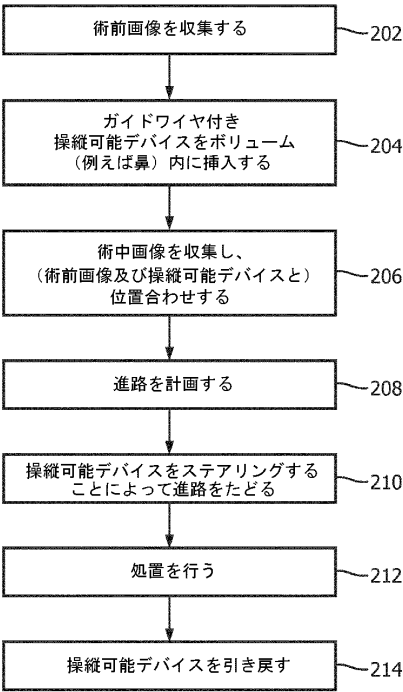 術前画像を収集する
202
ガイドワイヤ付き
操縦可能デバイスをボリューム
(例えば鼻)内に挿入する
204
術中画像を収集し、
(術前画像及び操縦可能デバイスと)
位置合わせする
206
進路を計画する
208
操縦可能デバイスをステアリングする
ことによって進路をたどる
210
処置を行う
212
操縦可能デバイスを引き戻す
214